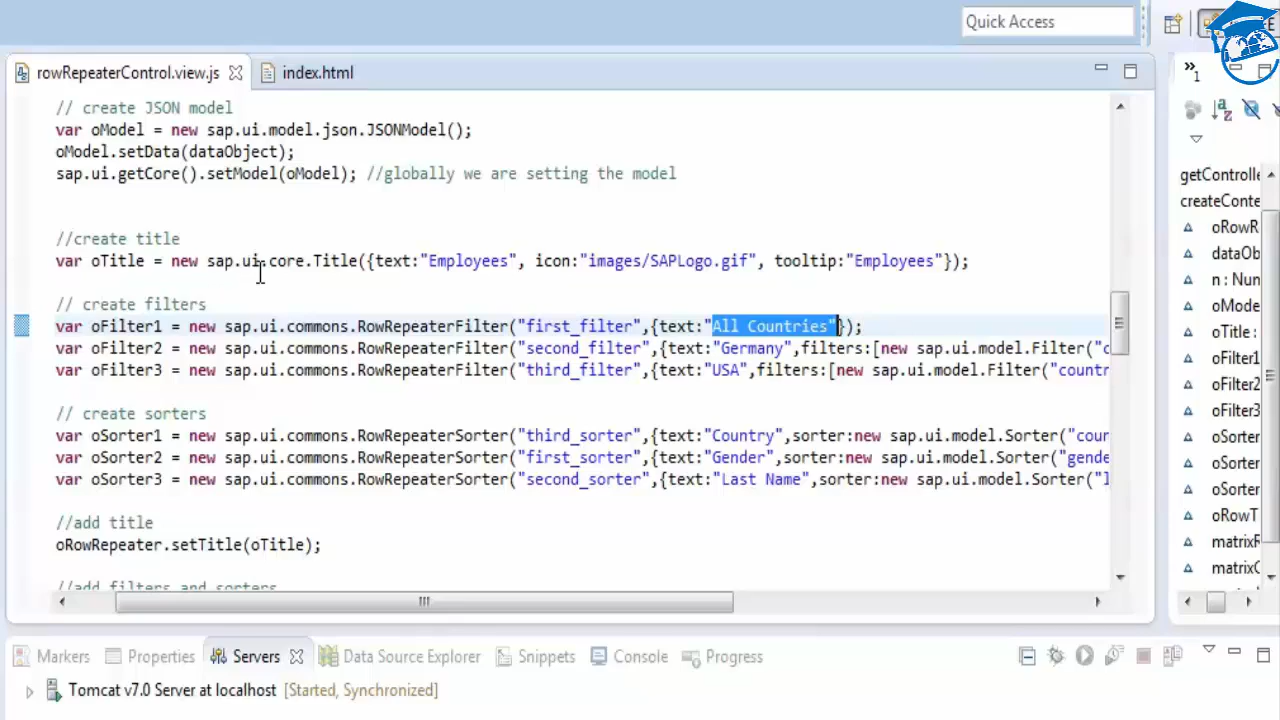 Quick Access
rowRepeaterControl.view.js
index.html
// create JSON model
var oModel = new sap.ui.model.json.JSONModel();
oModel.setData(dataObject);
sap.ui.getCore().setModel(oModel); //globally we are setting the model
//create title
var oTitle = new sap.ui.core.Title({text:"Employees", icon:"images/SAPLogo.gif", tooltip:"Employees"});
// create filters
var oFilter1 = new sap.ui.commons.RowRepeaterFilter("first_filter",{text:"All Countries"});
var oFilter2 = new sap.ui.commons.RowRepeaterFilter("second_filter",{text:"Germany",filters:[new sap.ui.model.Filter("c
var oFilter3 = new sap.ui.commons.RowRepeaterFilter("third_filter",{text:"USA",filters:[new sap.ui.model.Filter("countr
// create sorters
var oSorter1 = new sap.ui.commons.RowRepeaterSorter("third_sorter",{text:"Country",sorter:new sap.ui.model.Sorter("coun
var oSorter2 = new sap.ui.commons.RowRepeaterSorter("first_sorter",{text:"Gender",sorter:new sap.ui.model.Sorter("gende
var oSorter3 = new sap.ui.commons.RowRepeaterSorter("second_sorter",{text:"Last Name",sorter:new sap.ui.model.Sorter("l
//add title
oRowRepeater.setTitle(oTitle);
//add filters and sorters
getControlle
createConte
oRowR
dataOb
n : Num
oMode
oTitle :
oFilter1
oFilter2
oFilter3
oSorter
oSorter
oSorter
oRowT
matrixR
matrixC
Markers
Properties
Servers
Data Source Explorer
Snippets
Console
Progress
Tomcat v7.0 Server at localhost [Started, Synchronized]